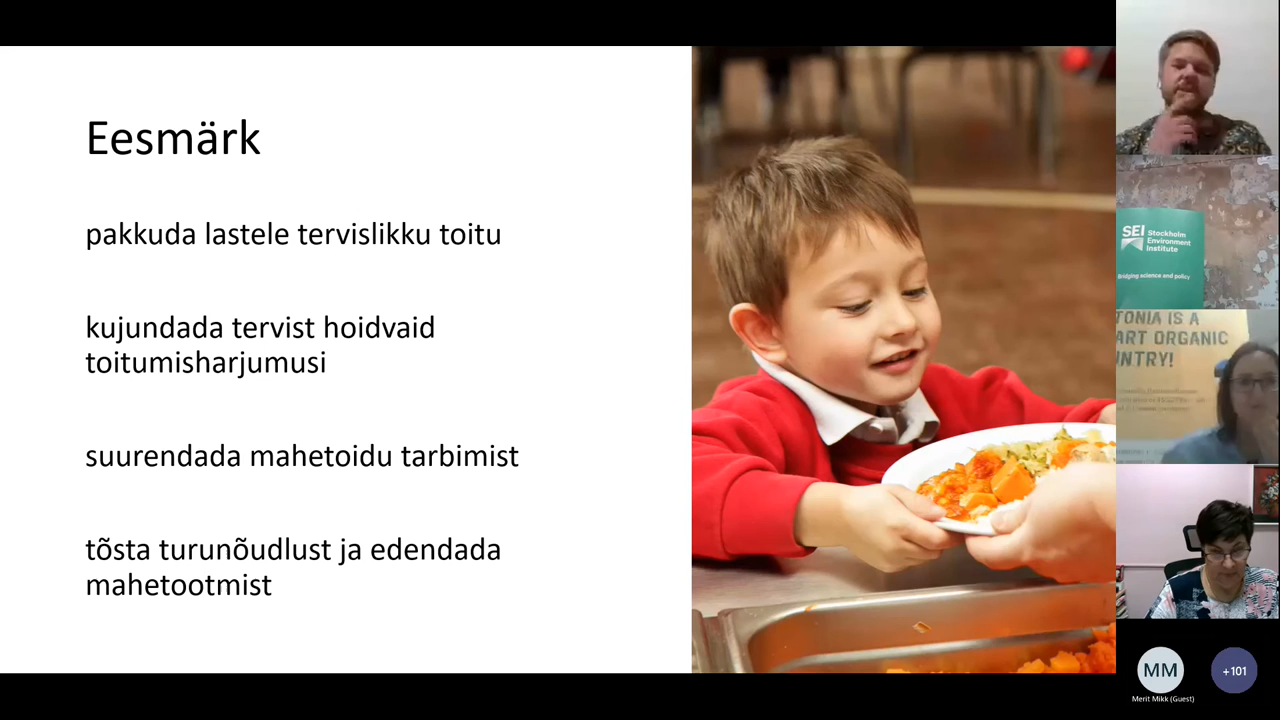 Eesmärk
pakkuda lastele tervislikku toitu
kujundada tervist hoidvaid
toitumisharjumusi
suurendada mahetoidu tarbimist
tõsta turunõudlust ja edendada
mahetootmist
SEI Stockholm
Environment
Institute
Bridging science and policy
TONIA IS A
ART ORGANIC
NTRY!
MM
+101
Merit Mikk (Guest)